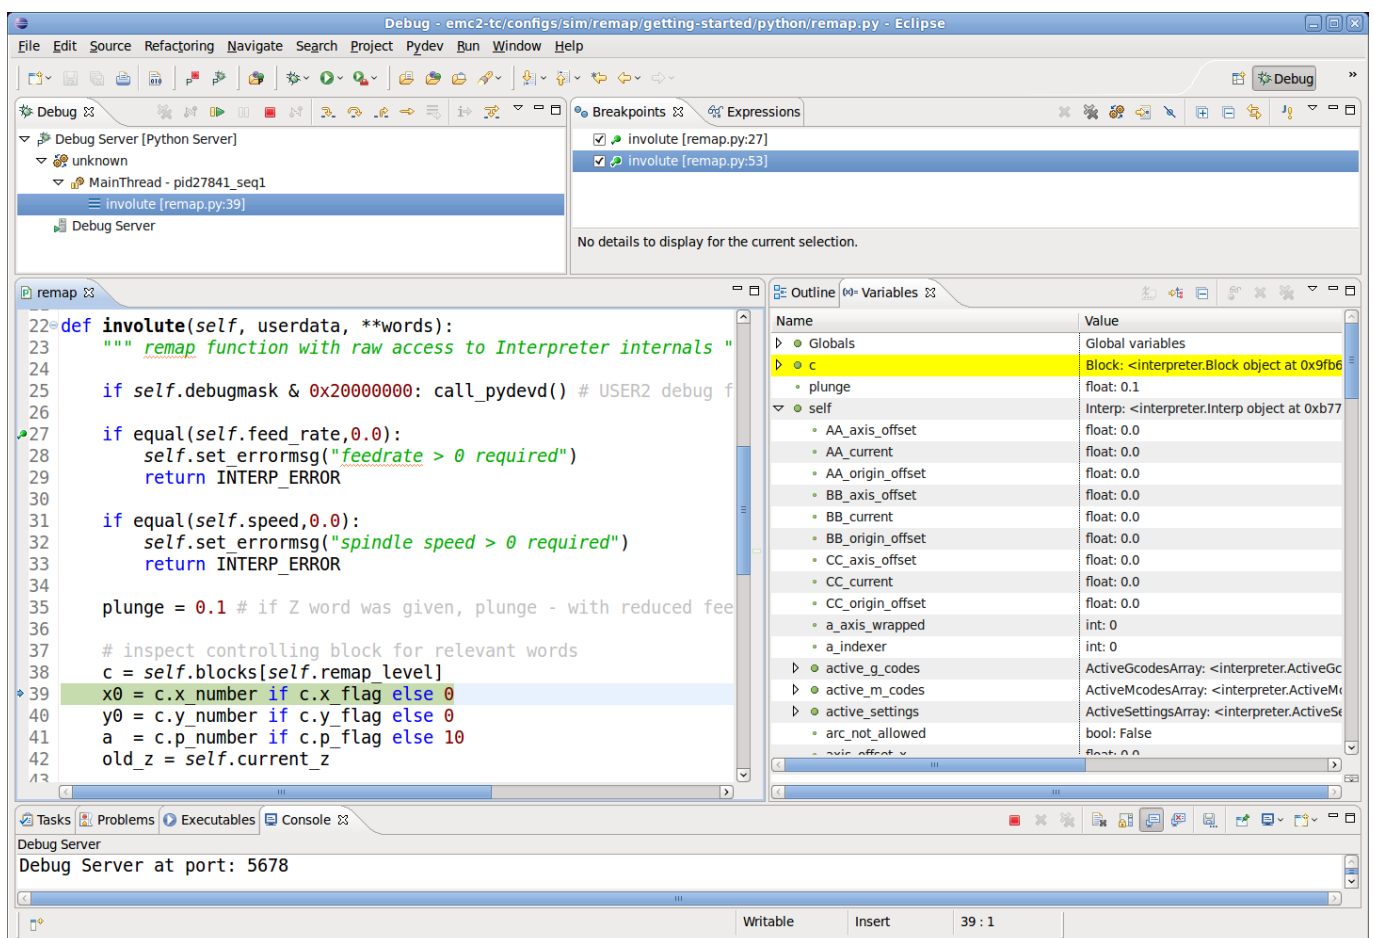 Debug - emc2-tc/configs/sim/remap/getting-started/python/remap.py - Eclipse
File Edit Source Refactoring Navigate Search Project Pydev Run Window Help
Debug »
Debug
Breakpoints Expressions
Debug Server [Python Server]
unknown
MainThread - pid27841_seq1
involute [remap.py:39]
Debug Server
involute [remap.py:27]
involute [remap.py:53]
No details to display for the current selection.
remap
22 def involute(self, userdata, **words):
23 """ remap function with raw access to Interpreter internals "
24
25 if self.debugmask & 0x20000000: call_pydevd() # USER2 debug f
26
27 if equal(self.feed_rate,0.0):
28 self.set_errormsg("feedrate > 0 required")
29 return INTERP_ERROR
30
31 if equal(self.speed,0.0):
32 self.set_errormsg("spindle speed > 0 required")
33 return INTERP_ERROR
34
35 plunge = 0.1 # if Z word was given, plunge - with reduced fee
36
37 # inspect controlling block for relevant words
38 c = self.blocks[self.remap_level]
39 x0 = c.x_number if c.x_flag else 0
40 y0 = c.y_number if c.y_flag else 0
41 a  = c.p_number if c.p_flag else 10
42 old_z = self.current_z
43
Outline Variables
Name Value
Globals Global variables
c Block: <interpreter.Block object at 0x9fb6
plunge float: 0.1
self Interp: <interpreter.Interp object at 0xb77
AA_axis_offset float: 0.0
AA_current float: 0.0
AA_origin_offset float: 0.0
BB_axis_offset float: 0.0
BB_current float: 0.0
BB_origin_offset float: 0.0
CC_axis_offset float: 0.0
CC_current float: 0.0
CC_origin_offset float: 0.0
a_axis_wrapped int: 0
a_indexer int: 0
active_g_codes ActiveGcodesArray: <interpreter.ActiveGc
active_m_codes ActiveMcodesArray: <interpreter.ActiveMc
active_settings ActiveSettingsArray: <interpreter.ActiveSe
arc_not_allowed bool: False
axis_offset_x float: 0.0
Tasks Problems Executables Console
Debug Server
Debug Server at port: 5678
Writable Insert 39 : 1